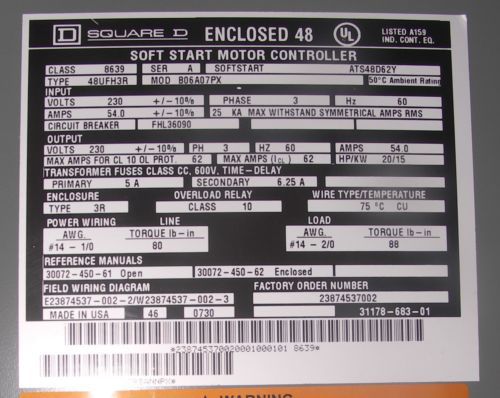 D SQUARE D ENCLOSED 48 UL LISTED A159
IND. CONT. EQ.
SOFT START MOTOR CONTROLLER
CLASS 8639 SER A SOFTSTART ATS48D62Y
TYPE 48UFH3R MOD B06A07PX 50°C Ambient Rating
INPUT
VOLTS 230 +/-10% PHASE 3 Hz 60
AMPS 54.0 +/-10% 25 KA MAX WITHSTAND SYMMETRICAL AMPS RMS
CIRCUIT BREAKER FHL36090
OUTPUT
VOLTS 230 +/-10% PH 3 HZ 60 AMPS 54.0
MAX AMPS FOR CL 10 OL PROT. 62 MAX AMPS (ICL) 62 HP/KW 20/15
TRANSFORMER FUSES CLASS CC, 600V, TIME-DELAY
PRIMARY 5 A SECONDARY 6.25 A
ENCLOSURE OVERLOAD RELAY WIRE TYPE/TEMPERATURE
TYPE 3R CLASS 10 75 °C CU
POWER WIRING LINE LOAD
AWG. TORQUE lb-in AWG. TORQUE lb-in
#14 - 1/0 80 #14 - 2/0 88
REFERENCE MANUALS
30072-450-61 Open 30072-450-62 Enclosed
FIELD WIRING DIAGRAM FACTORY ORDER NUMBER
E23874537-002-2/W23874537-002-3 23874537002
MADE IN USA 46 0730 31178-683-01
*23874537002000100010​1 8639*
WARNING